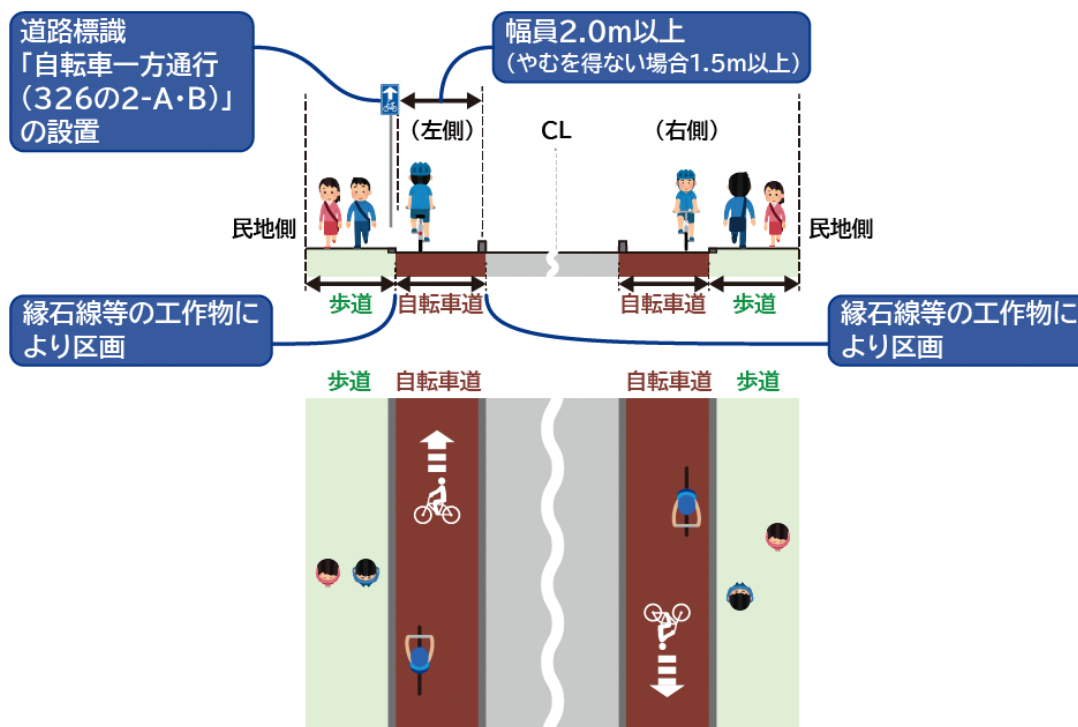 道路標識
「自転車一方通行
(326の2-A・B)」
の設置
幅員2.0m以上
(やむを得ない場合1.5m以上)
(左側)
CL
(右側)
民地側
民地側
歩道
自転車道
自転車道
歩道
縁石線等の工作物に
より区画
縁石線等の工作物に
より区画
歩道
自転車道
自転車道
歩道